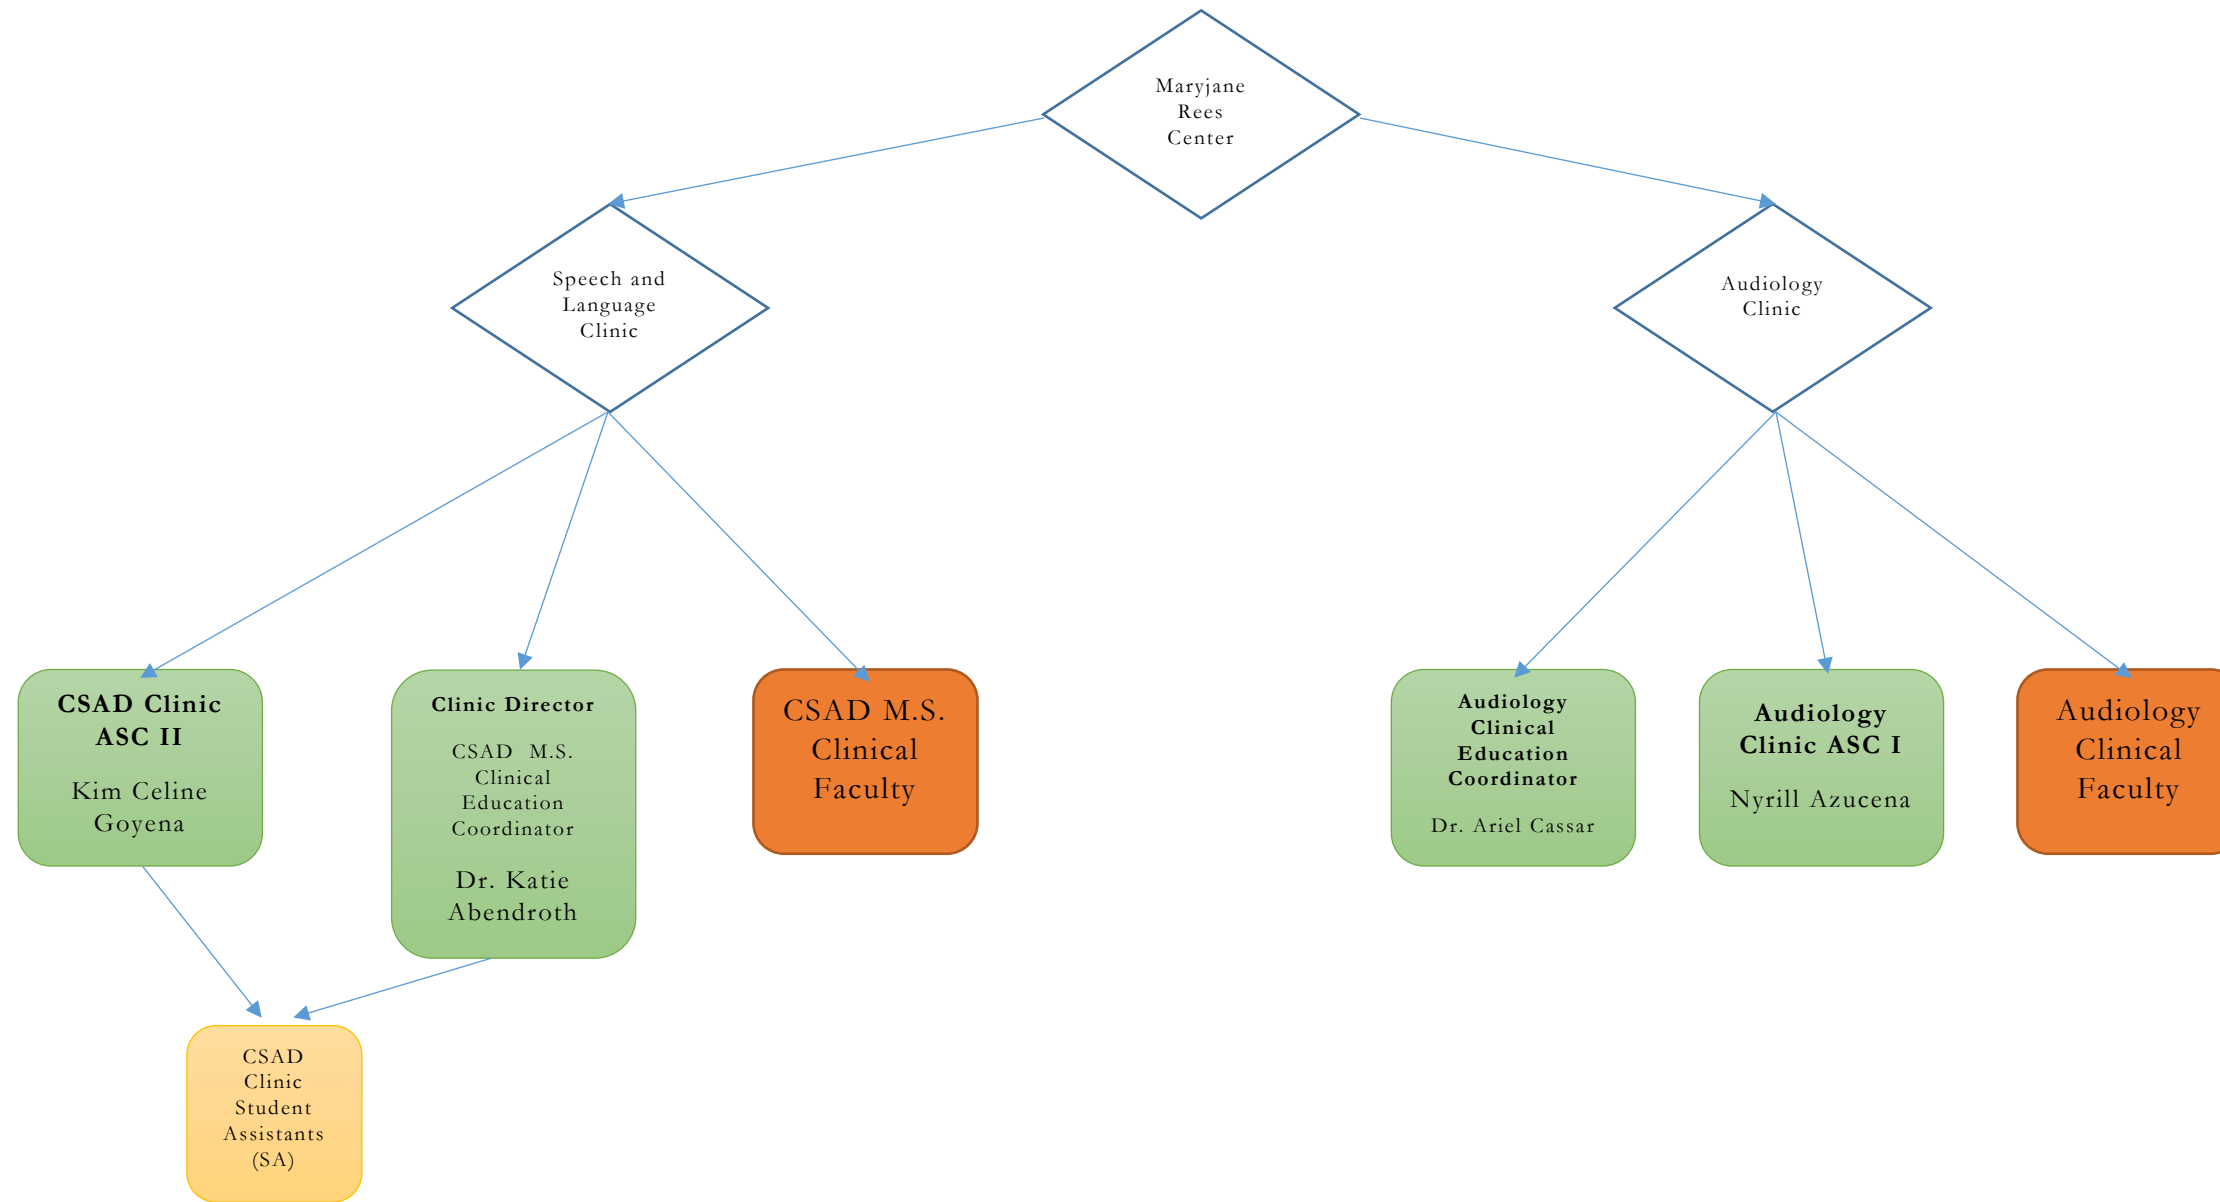 Maryjane
Rees
Center
Speech and
Language
Clinic
Audiology
Clinic
CSAD Clinic
ASC II
Kim Celine
Goyena
Clinic Director
CSAD M.S.
Clinical
Education
Coordinator
Dr. Katie
Abendroth
CSAD M.S.
Clinical
Faculty
Audiology
Clinical
Education
Coordinator
Dr. Ariel Cassar
Audiology
Clinic ASC I
Nyrill Azucena
Audiology
Clinical
Faculty
CSAD
Clinic
Student
Assistants
(SA)